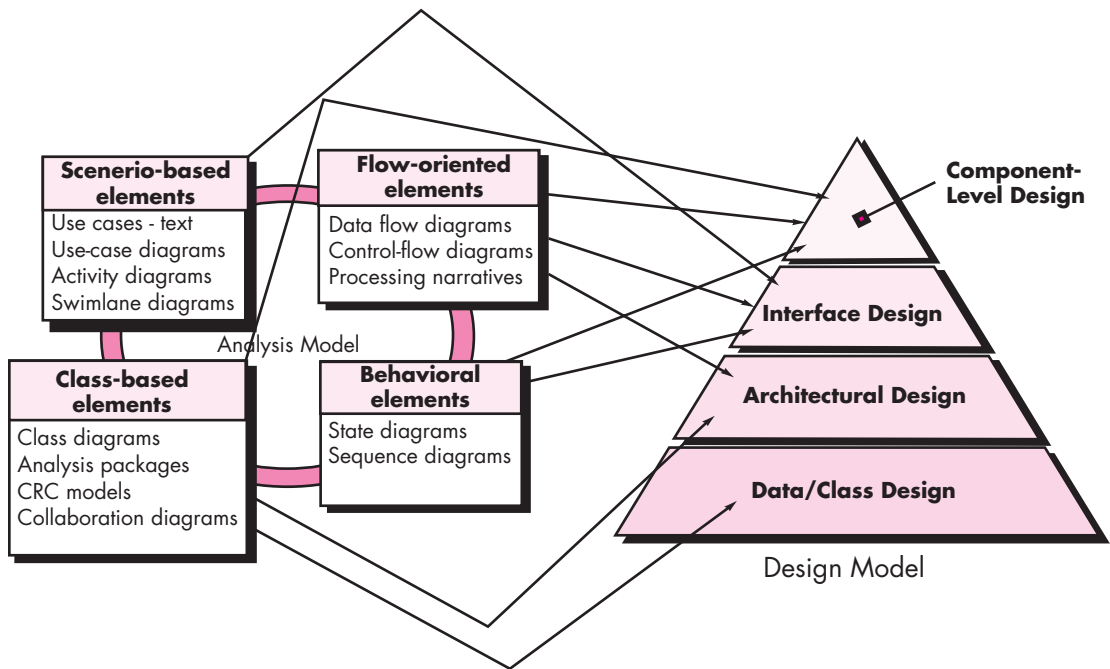 Scenerio-based
elements
Use cases - text
Use-case diagrams
Activity diagrams
Swimlane diagrams
Flow-oriented
elements
Data flow diagrams
Control-flow diagrams
Processing narratives
Analysis Model
Class-based
elements
Class diagrams
Analysis packages
CRC models
Collaboration diagrams
Behavioral
elements
State diagrams
Sequence diagrams
Component-
Level Design
Interface Design
Architectural Design
Data/Class Design
Design Model